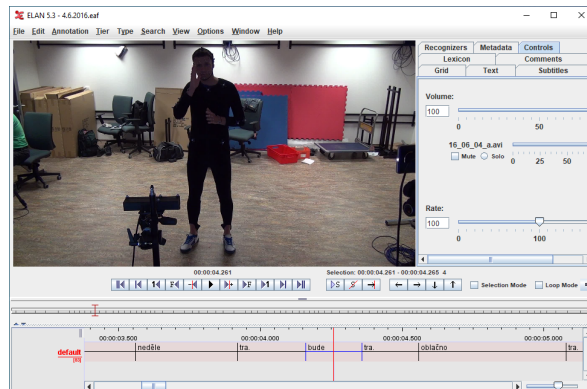 ELAN 5.3 - 4.6.2016.eaf
File Edit Annotation Tier Type Search View Options Window Help
Recognizers Metadata Controls
Lexicon Comments
Grid Text Subtitles
Volume:
100
0 50
16_06_04_a.avi
Mute Solo 0 25 50
Rate:
100
0 100
00:00:04.261 Selection: 00:00:04.261 - 00:00:04.265 4
Selection Mode Loop Mode
00:00:03.500 00:00:04.000 00:00:04.500 00:00:05.000
default neděle tra. bude tra. oblačno tra.